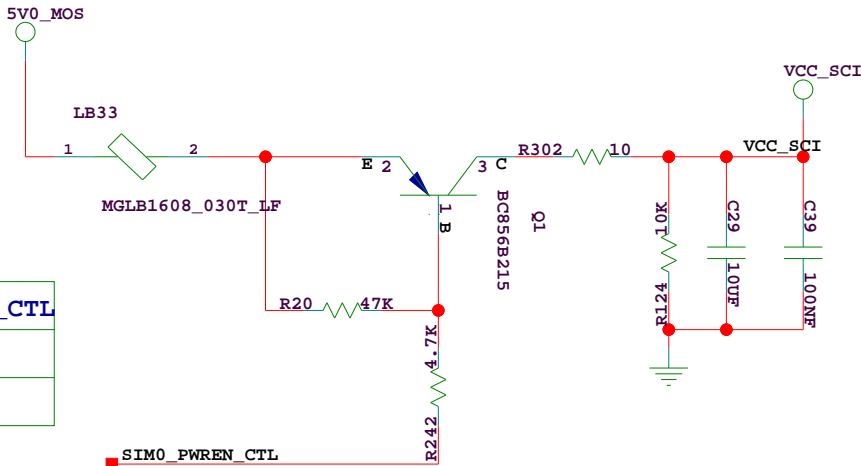 5V0_MOS
VCC_SCI
LB33
1
2
E 2
3 C
R302
10
VCC_SCI
MGLB1608_030T_LF
1
B
Q1
BC856B215
10K
C29
C39
R20
47K
R124
10UF
100NF
_CTL
4.7K
R242
SIM0_PWREN_CTL